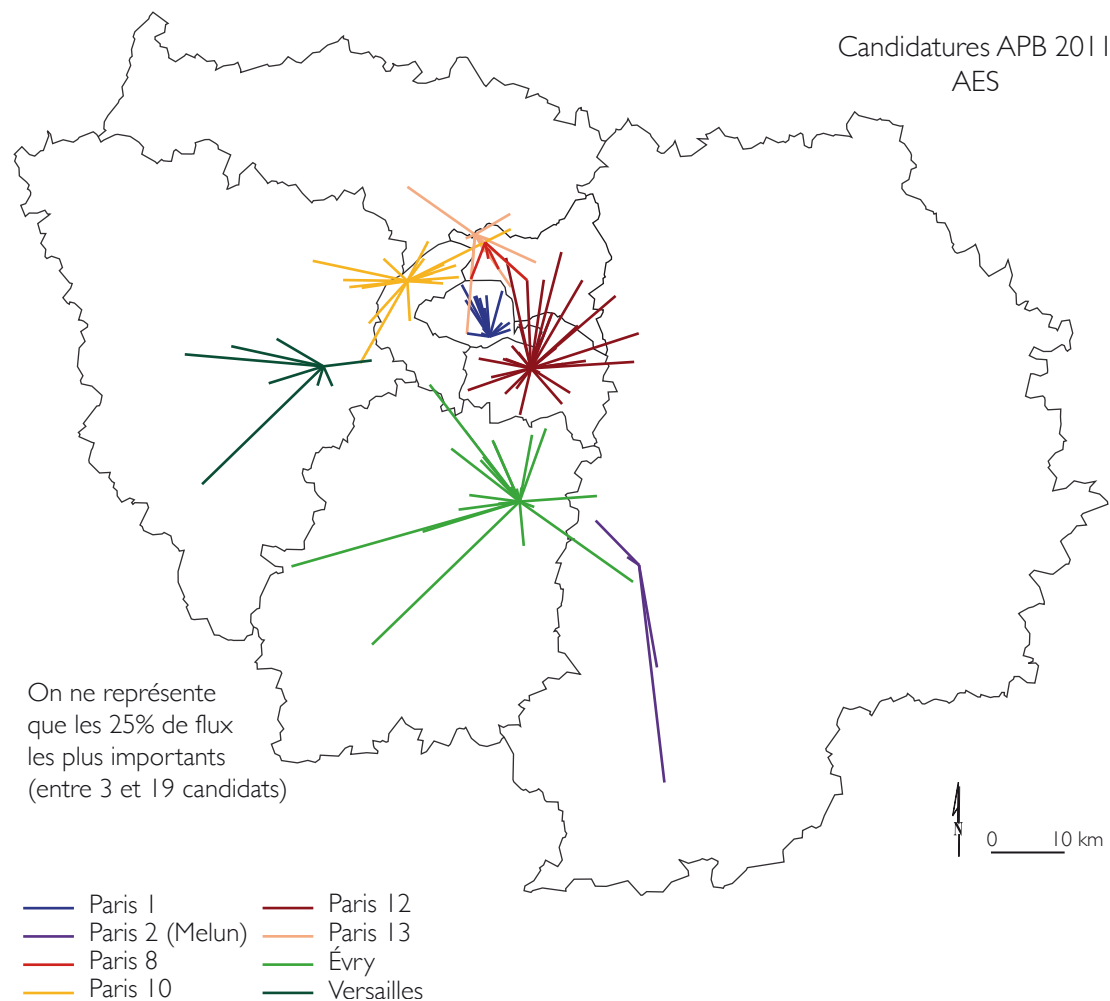 Candidatures APB 2011
AES
On ne représente
que les 25% de flux
les plus importants
(entre 3 et 19 candidats)
N
0 10 km
Paris 1
Paris 2 (Melun)
Paris 8
Paris 10
Paris 12
Paris 13
Évry
Versailles